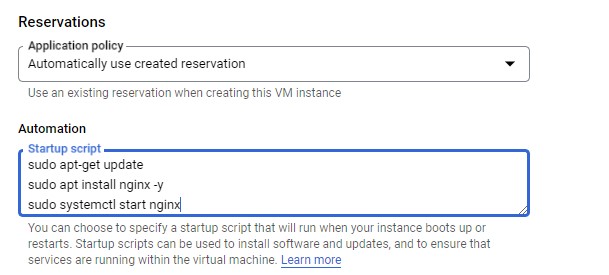 Reservations
Application policy
Automatically use created reservation
Use an existing reservation when creating this VM instance
Automation
Startup script
sudo apt-get update
sudo apt install nginx -y
sudo systemctl start nginx
You can choose to specify a startup script that will run when your instance boots up or
restarts. Startup scripts can be used to install software and updates, and to ensure that
services are running within the virtual machine. Learn more